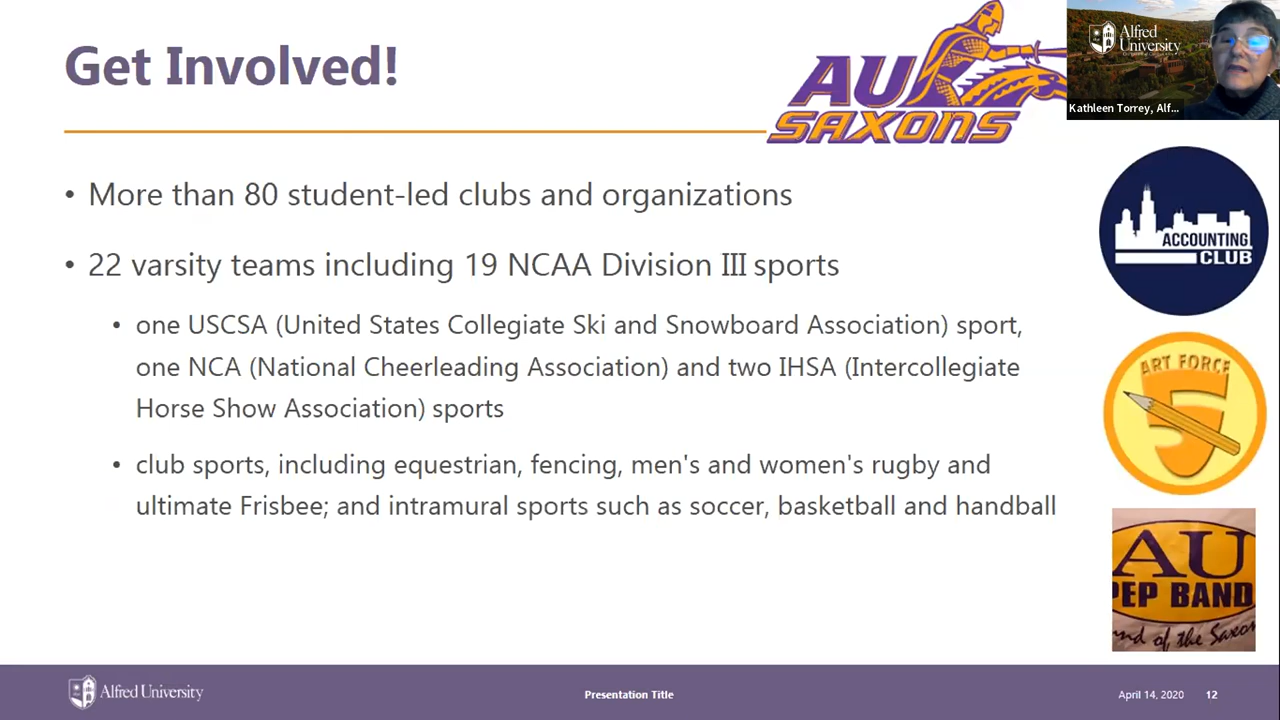 Get Involved!
AU
SAXONS
Alfred
University
Kathleen Torrey, Alf...
• More than 80 student-led clubs and organizations
• 22 varsity teams including 19 NCAA Division III sports
• one USCSA (United States Collegiate Ski and Snowboard Association) sport,
one NCA (National Cheerleading Association) and two IHSA (Intercollegiate
Horse Show Association) sports
• club sports, including equestrian, fencing, men's and women's rugby and
ultimate Frisbee; and intramural sports such as soccer, basketball and handball
ACCOUNTING
CLUB
ART FORCE
5
AU
PEP BAND
of the Saxon
Alfred University
Presentation Title
April 14, 2020
12